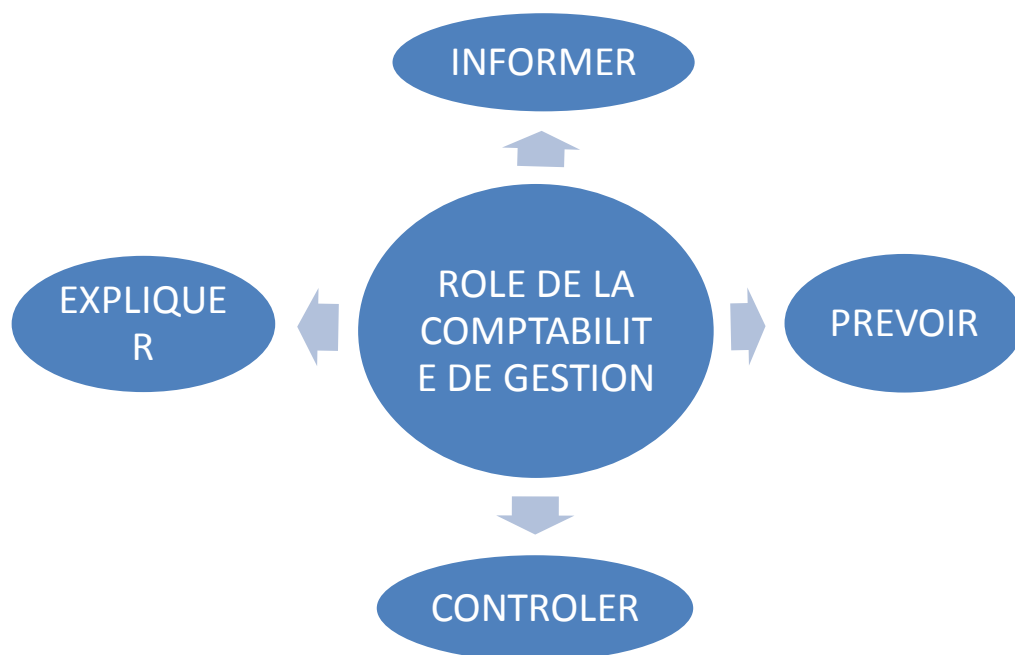 INFORMER
EXPLIQUE
R
ROLE DE LA
COMPTABILIT
E DE GESTION
PREVOIR
CONTROLER